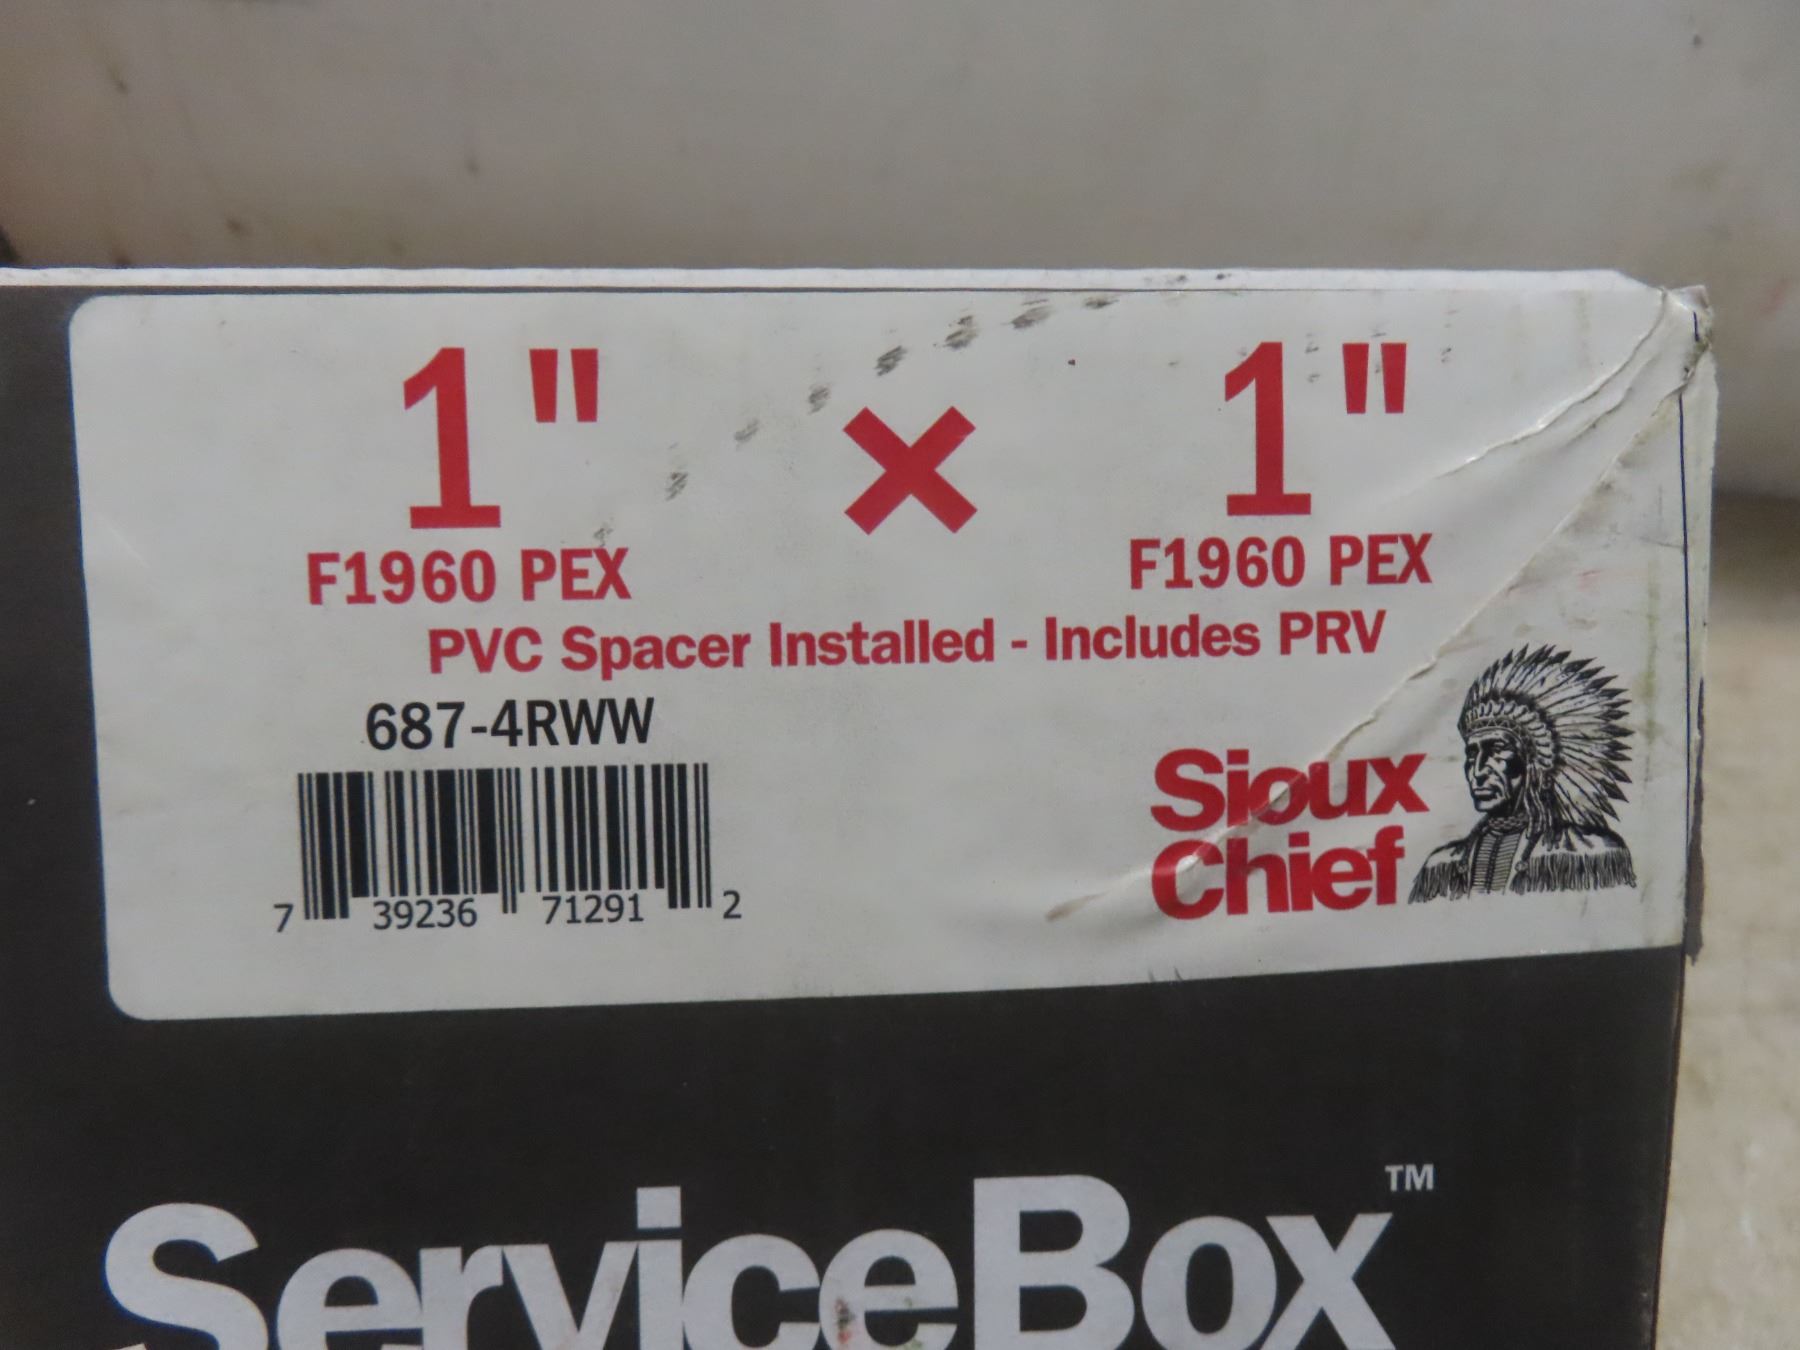 1" × 1"
F1960 PEX F1960 PEX
PVC Spacer Installed - Includes PRV
687-4RWW
7 39236 71291 2
Sioux
Chief
ServiceBox™